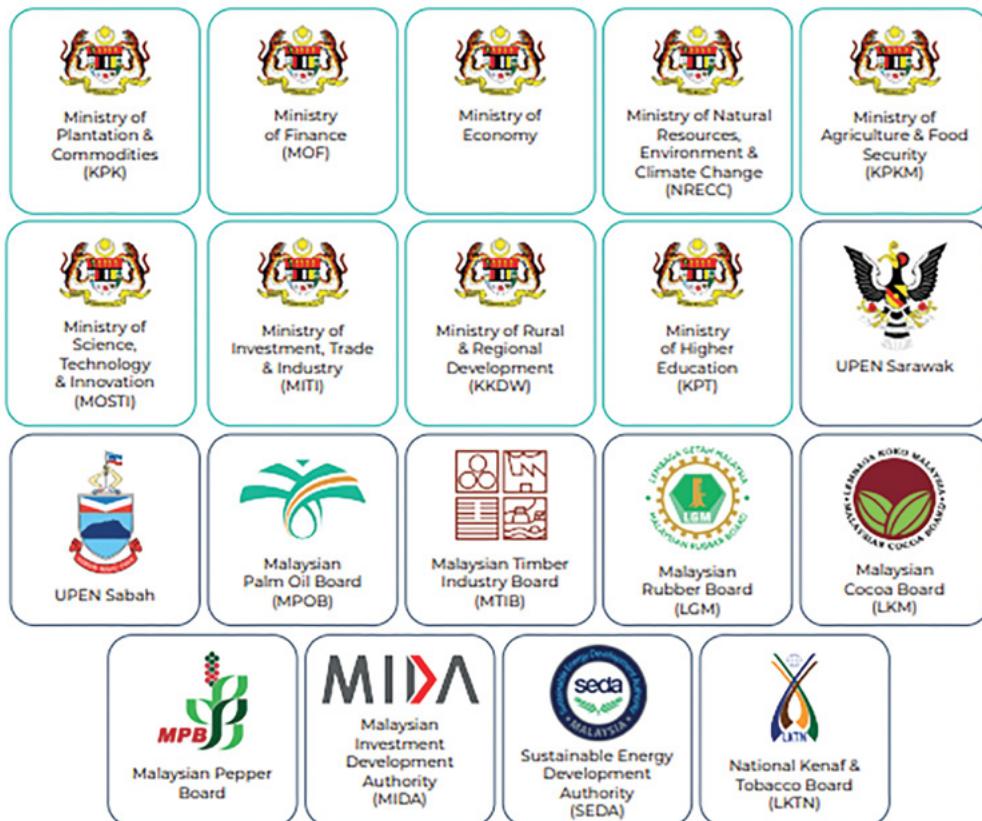 Ministry of
Plantation &
Commodities
(KPK)
Ministry
of Finance
(MOF)
Ministry of
Economy
Ministry of Natural
Resources,
Environment &
Climate Change
(NRECC)
Ministry of
Agriculture & Food
Security
(KPKM)
Ministry of
Science,
Technology
& Innovation
(MOSTI)
Ministry of
Investment, Trade
& Industry
(MITI)
Ministry of Rural
& Regional
Development
(KKDW)
Ministry
of Higher
Education
(KPT)
UPEN Sarawak
UPEN Sabah
Malaysian
Palm Oil Board
(MPOB)
Malaysian Timber
Industry Board
(MTIB)
LEMBAGA GETAH MALAYSIA
LGM
MALAYSIAN RUBBER BOARD
Malaysian
Rubber Board
(LGM)
LEMBAGA KOKO MALAYSIA
MALAYSIAN COCOA BOARD
Malaysian
Cocoa Board
(LKM)
MPB
Malaysian Pepper
Board
MIDA
Malaysian
Investment
Development
Authority
(MIDA)
Sustainable Energy Development Authority
seda
MALAYSIA
Sustainable Energy
Development
Authority
(SEDA)
LKTN
National Kenaf &
Tobacco Board
(LKTN)